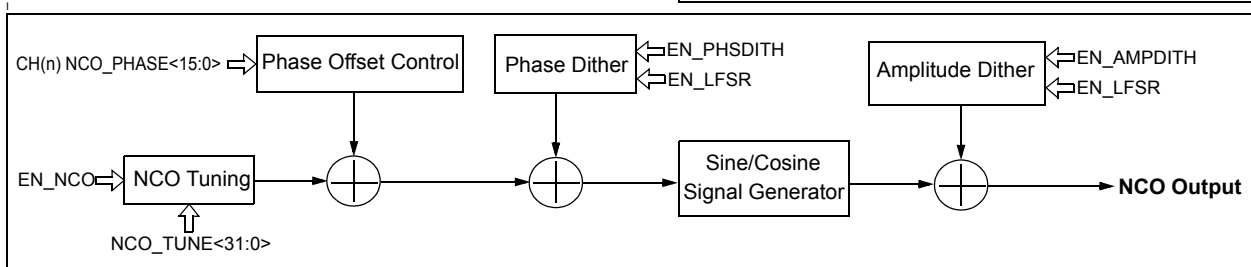 CH(n) NCO_PHASE<15:0>
Phase Offset Control
Phase Dither
EN_PHSDITH
EN_LFSR
Amplitude Dither
EN_AMPDITH
EN_LFSR
EN_NCO
NCO Tuning
NCO_TUNE<31:0>
Sine/Cosine
Signal Generator
NCO Output